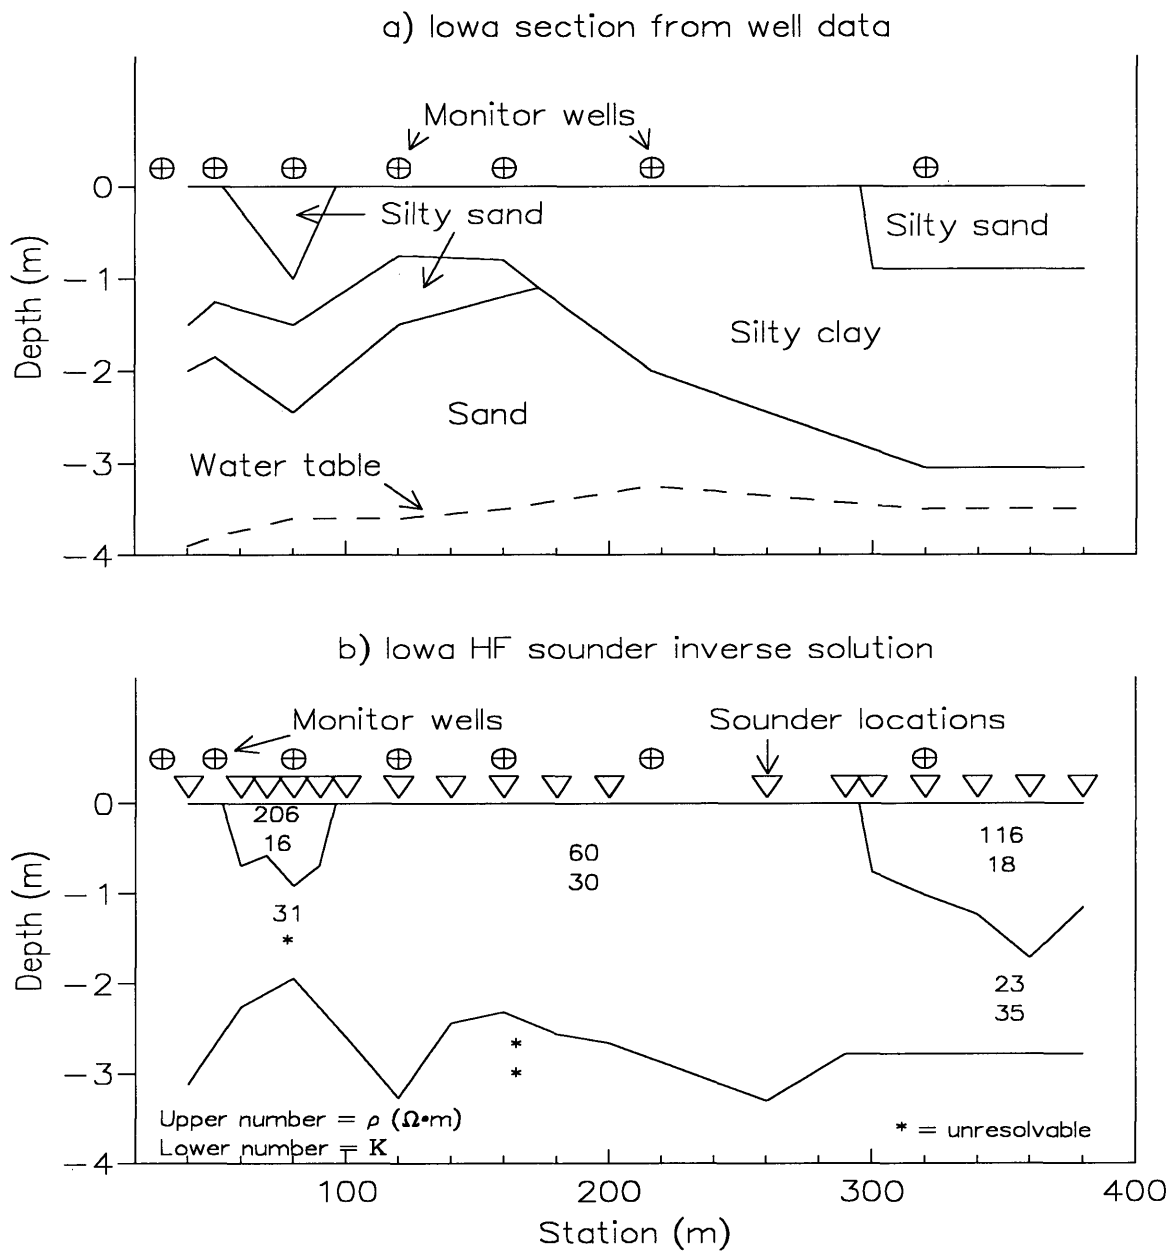 a) Iowa section from well data
Monitor wells
0
Silty sand
Silty sand
−1
Depth (m)
Silty clay
−2
Sand
−3
Water table
−4
b) Iowa HF sounder inverse solution
Monitor wells
Sounder locations
0
206
16
60
30
116
18
−1
31
*
Depth (m)
−2
23
35
*
*
−3
Upper number = ρ (Ω•m)
Lower number = K
* = unresolvable
−4
100
200
300
400
Station (m)